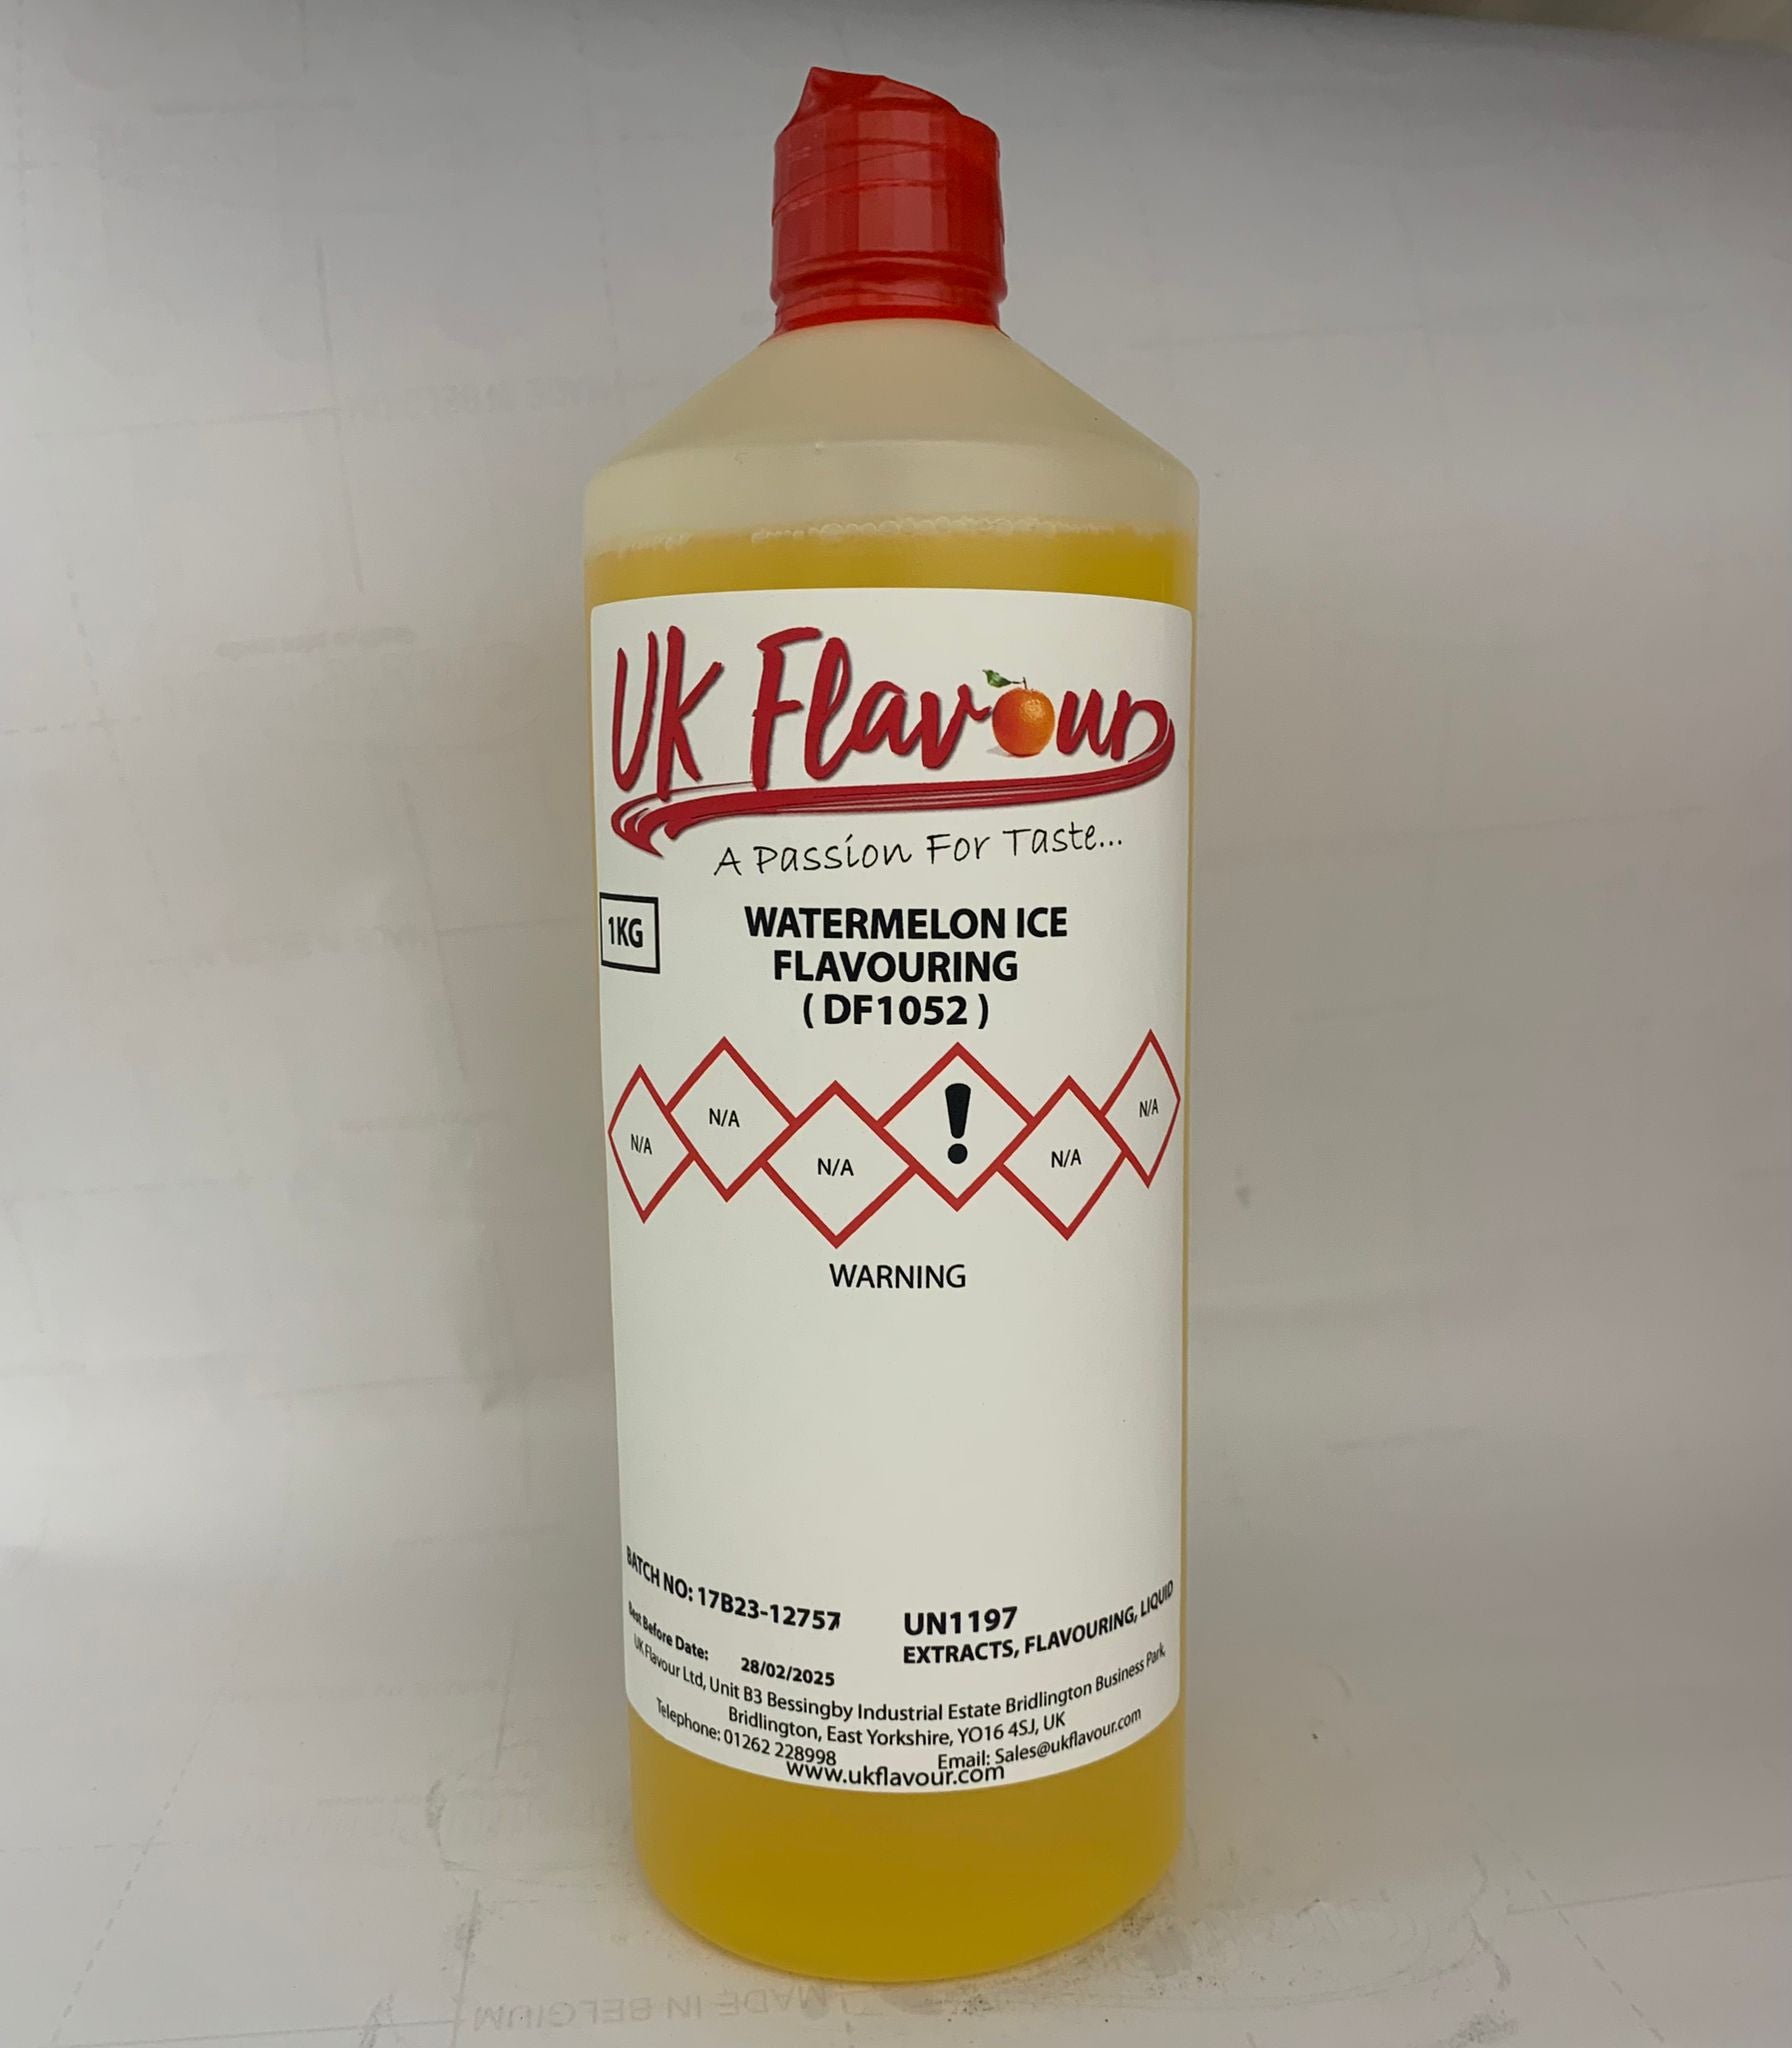 UK Flavour
A Passion For Taste...
1KG
WATERMELON ICE
FLAVOURING
( DF1052 )
N/A
N/A
N/A
!
N/A
N/A
WARNING
BATCH NO: 17B23-12757
UN1197
EXTRACTS, FLAVOURING, LIQUID
Best Before Date: 28/02/2025
UK Flavour Ltd, Unit B3 Bessingby Industrial Estate Bridlington Business Park,
Bridlington, East Yorkshire, YO16 4SJ, UK
Telephone: 01262 228998
Email: Sales@ukflavour.com
www.ukflavour.com
MADE IN BELGIUM